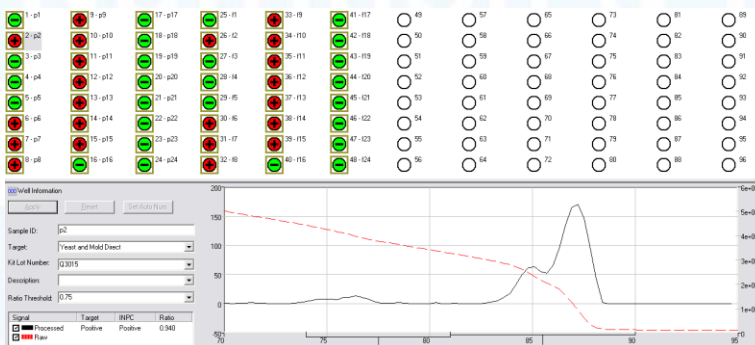 1 - p1 9 - p9 17 - p17 25 - f1 33 - f9 41 - f17 49 57 65 73 81 89
2 - p2 10 - p10 18 - p18 26 - f2 34 - f10 42 - f18 50 58 66 74 82 90
3 - p3 11 - p11 19 - p19 27 - f3 35 - f11 43 - f19 51 59 67 75 83 91
4 - p4 12 - p12 20 - p20 28 - f4 36 - f12 44 - f20 52 60 68 76 84 92
5 - p5 13 - p13 21 - p21 29 - f5 37 - f13 45 - f21 53 61 69 77 85 93
6 - p6 14 - p14 22 - p22 30 - f6 38 - f14 46 - f22 54 62 70 78 86 94
7 - p7 15 - p15 23 - p23 31 - f7 39 - f15 47 - f23 55 63 71 79 87 95
8 - p8 16 - p16 24 - p24 32 - f8 40 - f16 48 - f24 56 64 72 80 88 96
Well Information
Apply Reset Set Auto Num
Sample ID: p2
Target: Yeast and Mold Direct
Kit Lot Number: Q3015
Description:
Ratio Threshold: 0.75
Signal Target INPC Ratio
Processed Positive Positive 0.940
Raw
200
150
100
50
0
-50
70 75 80 85 90 95
6e+0
5e+0
4e+0
3e+0
2e+0
1e+0
0